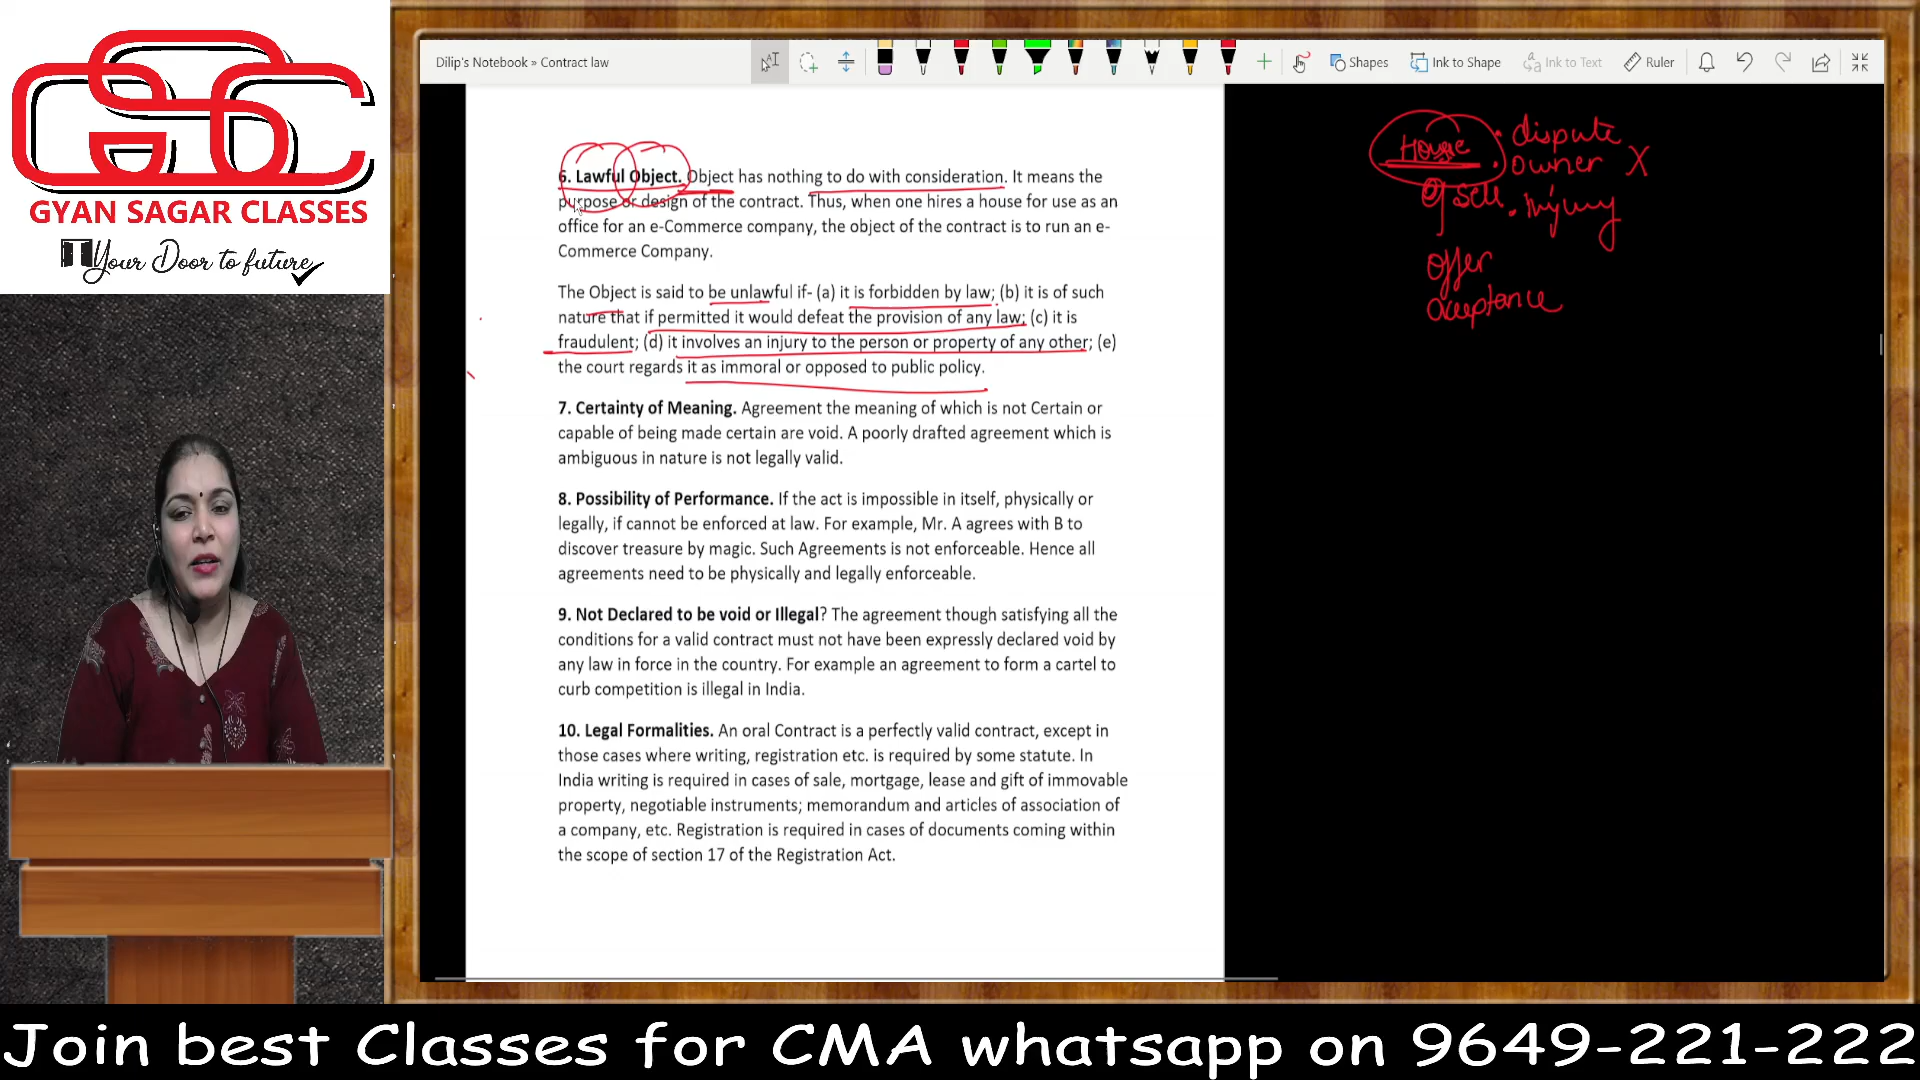 GSC
GYAN SAGAR CLASSES
Your Door to future
Dilip's Notebook » Contract law
Shapes
Ink to Shape
Ink to Text
Ruler
6. Lawful Object. Object has nothing to do with consideration. It means the
purpose or design of the contract. Thus, when one hires a house for use as an
office for an e-Commerce company, the object of the contract is to run an e-
Commerce Company.
The Object is said to be unlawful if- (a) it is forbidden by law; (b) it is of such
nature that if permitted it would defeat the provision of any law; (c) it is
fraudulent; (d) it involves an injury to the person or property of any other; (e)
the court regards it as immoral or opposed to public policy.
7. Certainty of Meaning. Agreement the meaning of which is not Certain or
capable of being made certain are void. A poorly drafted agreement which is
ambiguous in nature is not legally valid.
8. Possibility of Performance. If the act is impossible in itself, physically or
legally, if cannot be enforced at law. For example, Mr. A agrees with B to
discover treasure by magic. Such Agreements is not enforceable. Hence all
agreements need to be physically and legally enforceable.
9. Not Declared to be void or Illegal? The agreement though satisfying all the
conditions for a valid contract must not have been expressly declared void by
any law in force in the country. For example an agreement to form a cartel to
curb competition is illegal in India.
10. Legal Formalities. An oral Contract is a perfectly valid contract, except in
those cases where writing, registration etc. is required by some statute. In
India writing is required in cases of sale, mortgage, lease and gift of immovable
property, negotiable instruments; memorandum and articles of association of
a company, etc. Registration is required in cases of documents coming within
the scope of section 17 of the Registration Act.
House
dispute
owner X
sell
injury
offer
acceptance
Join best Classes for CMA whatsapp on 9649-221-222